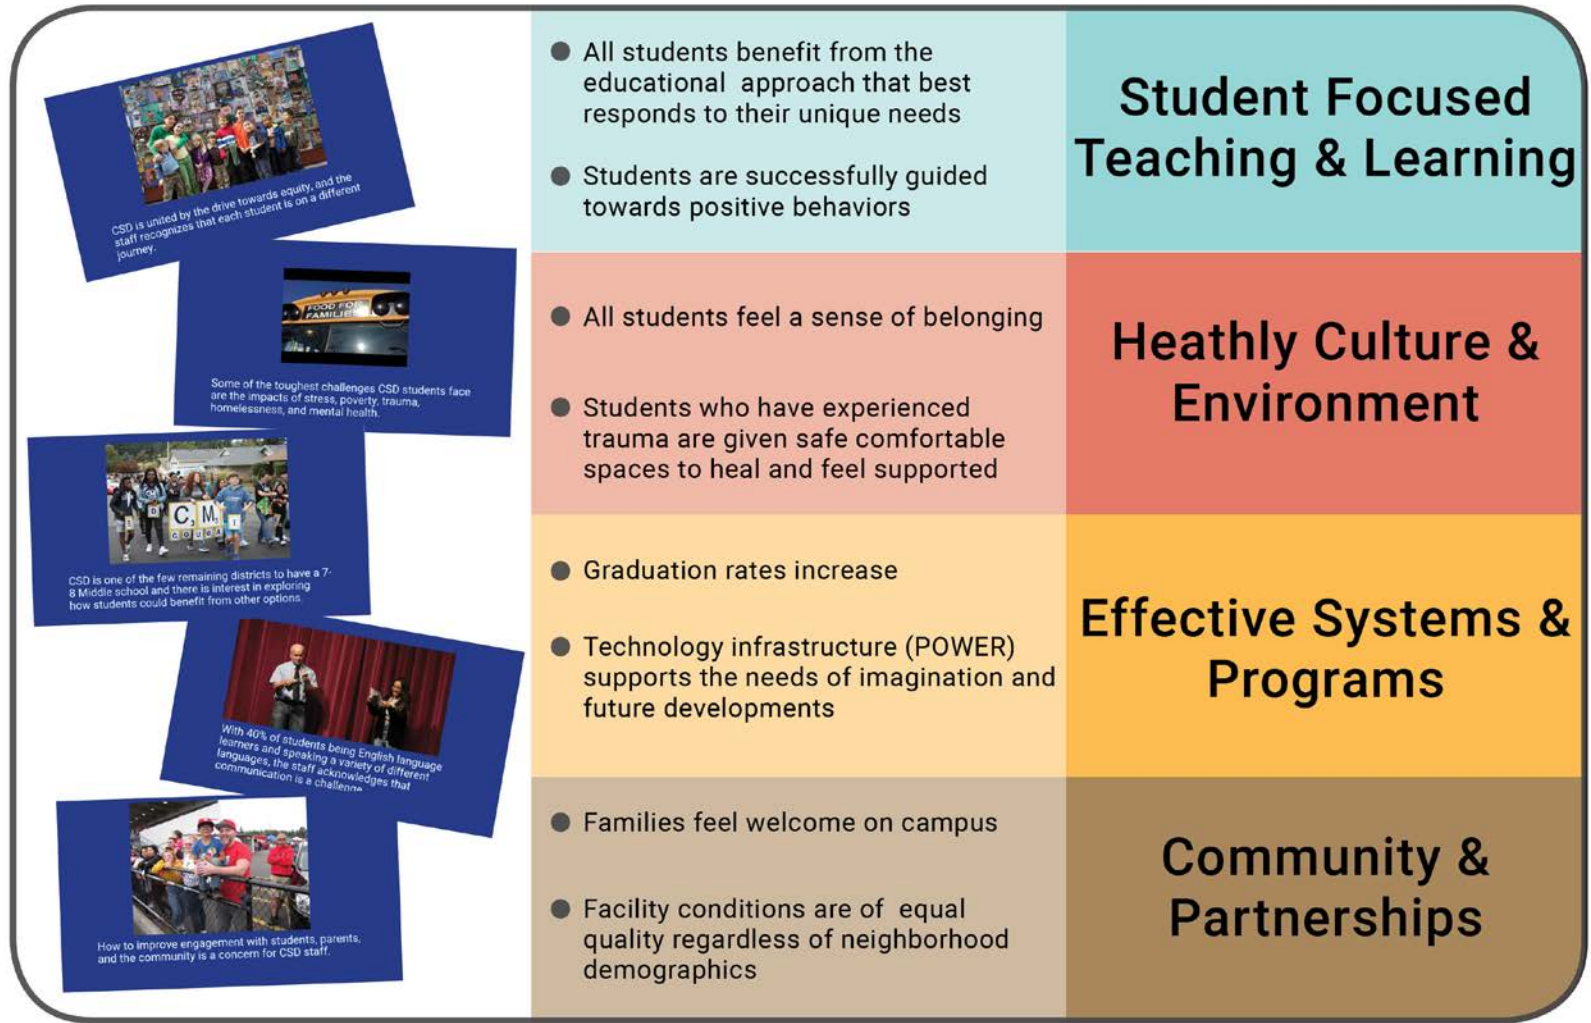 CSD is united by the drive towards equity, and the
staff recognizes that each student is on a different
journey.
FOOD FOR
FAMILIE
Some of the toughest challenges CSD students face
are the impacts of stress, poverty, trauma,
homelessness, and mental health.
D
C
M
I
CSD is one of the few remaining districts to have a 7-
8 Middle school and there is interest in exploring
how students could benefit from other options.
With 40% of students being English language
learners and speaking a variety of different
languages, the staff acknowledges that
communication is a challenge
How to improve engagement with students, parents,
and the community is a concern for CSD staff.
● All students benefit from the
educational approach that best
responds to their unique needs
● Students are successfully guided
towards positive behaviors
Student Focused
Teaching & Learning
● All students feel a sense of belonging
● Students who have experienced
trauma are given safe comfortable
spaces to heal and feel supported
Heathly Culture &
Environment
● Graduation rates increase
● Technology infrastructure (POWER)
supports the needs of imagination and
future developments
Effective Systems &
Programs
● Families feel welcome on campus
● Facility conditions are of equal
quality regardless of neighborhood
demographics
Community &
Partnerships